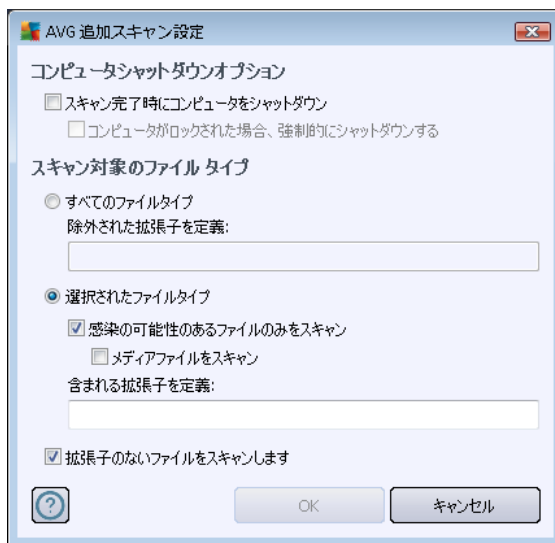 AVG 追加スキャン設定
コンピュータシャットダウンオプション
スキャン完了時にコンピュータをシャットダウン
コンピュータがロックされた場合、強制的にシャットダウンする
スキャン対象のファイル タイプ
すべてのファイルタイプ
除外された拡張子を定義:
選択されたファイルタイプ
感染の可能性のあるファイルのみをスキャン
メディアファイルをスキャン
含まれる拡張子を定義:
拡張子のないファイルをスキャンします
?
OK
キャンセル